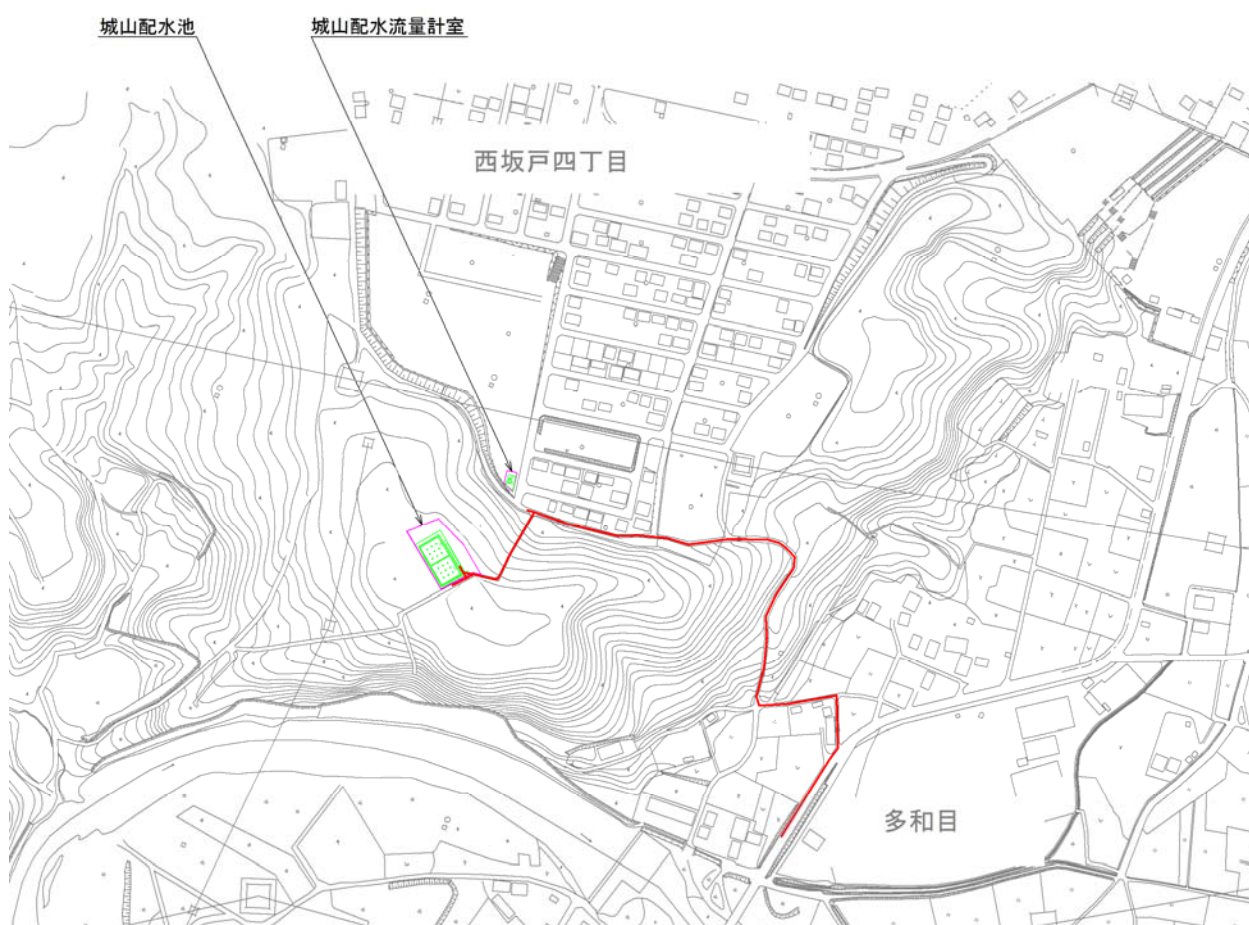 城山配水池
城山配水流量計室
西坂戸四丁目
多和目